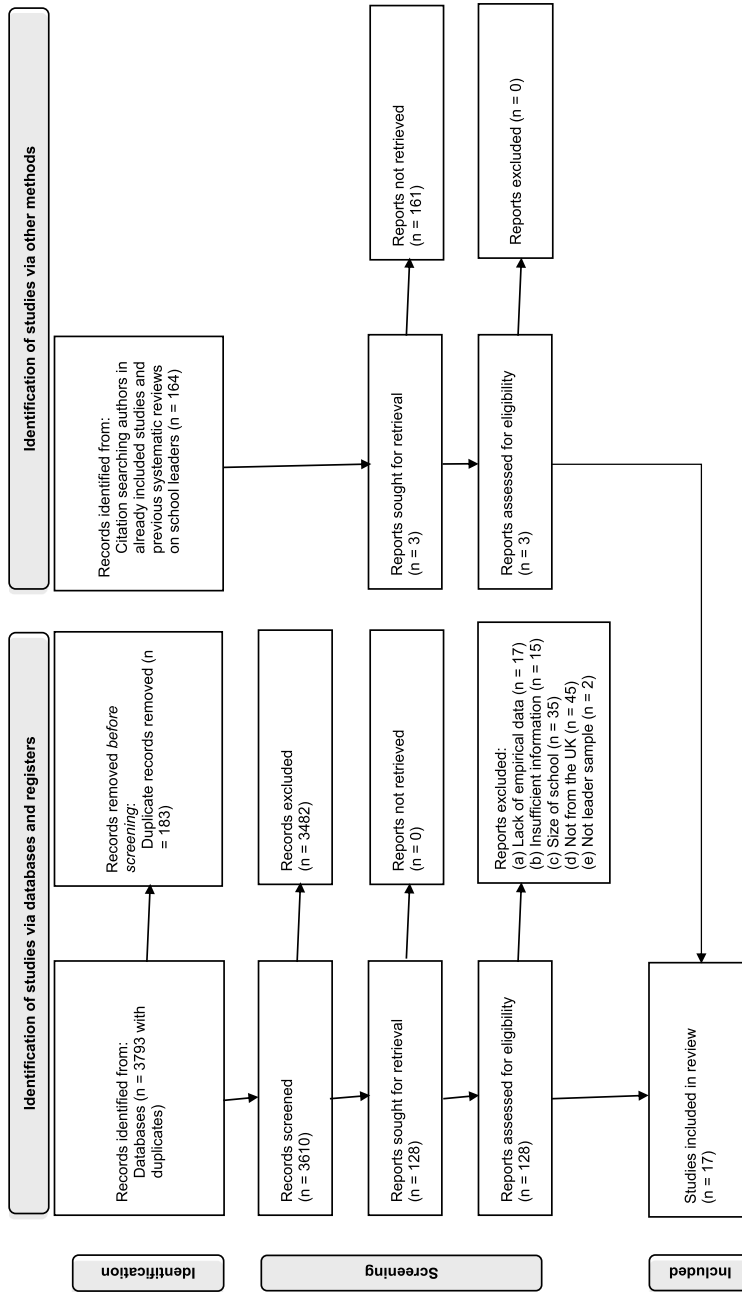 Identification of studies via databases and registers
Identification of studies via other methods
Identification
Records identified from:
Databases (n = 3793 with
duplicates)
Records removed before
screening:
Duplicate records removed (n
= 183)
Records identified from:
Citation searching authors in
already included studies and
previous systematic reviews
on school leaders (n = 164)
Screening
Records screened
(n = 3610)
Records excluded
(n = 3482)
Reports sought for retrieval
(n = 128)
Reports not retrieved
(n = 0)
Reports sought for retrieval
(n = 3)
Reports not retrieved
(n = 161)
Reports assessed for eligibility
(n = 128)
Reports excluded:
(a) Lack of empirical data (n = 17)
(b) Insufficient information (n = 15)
(c) Size of school (n = 35)
(d) Not from the UK (n = 45)
(e) Not leader sample (n = 2)
Reports assessed for eligibility
(n = 3)
Reports excluded (n = 0)
Included
Studies included in review
(n = 17)